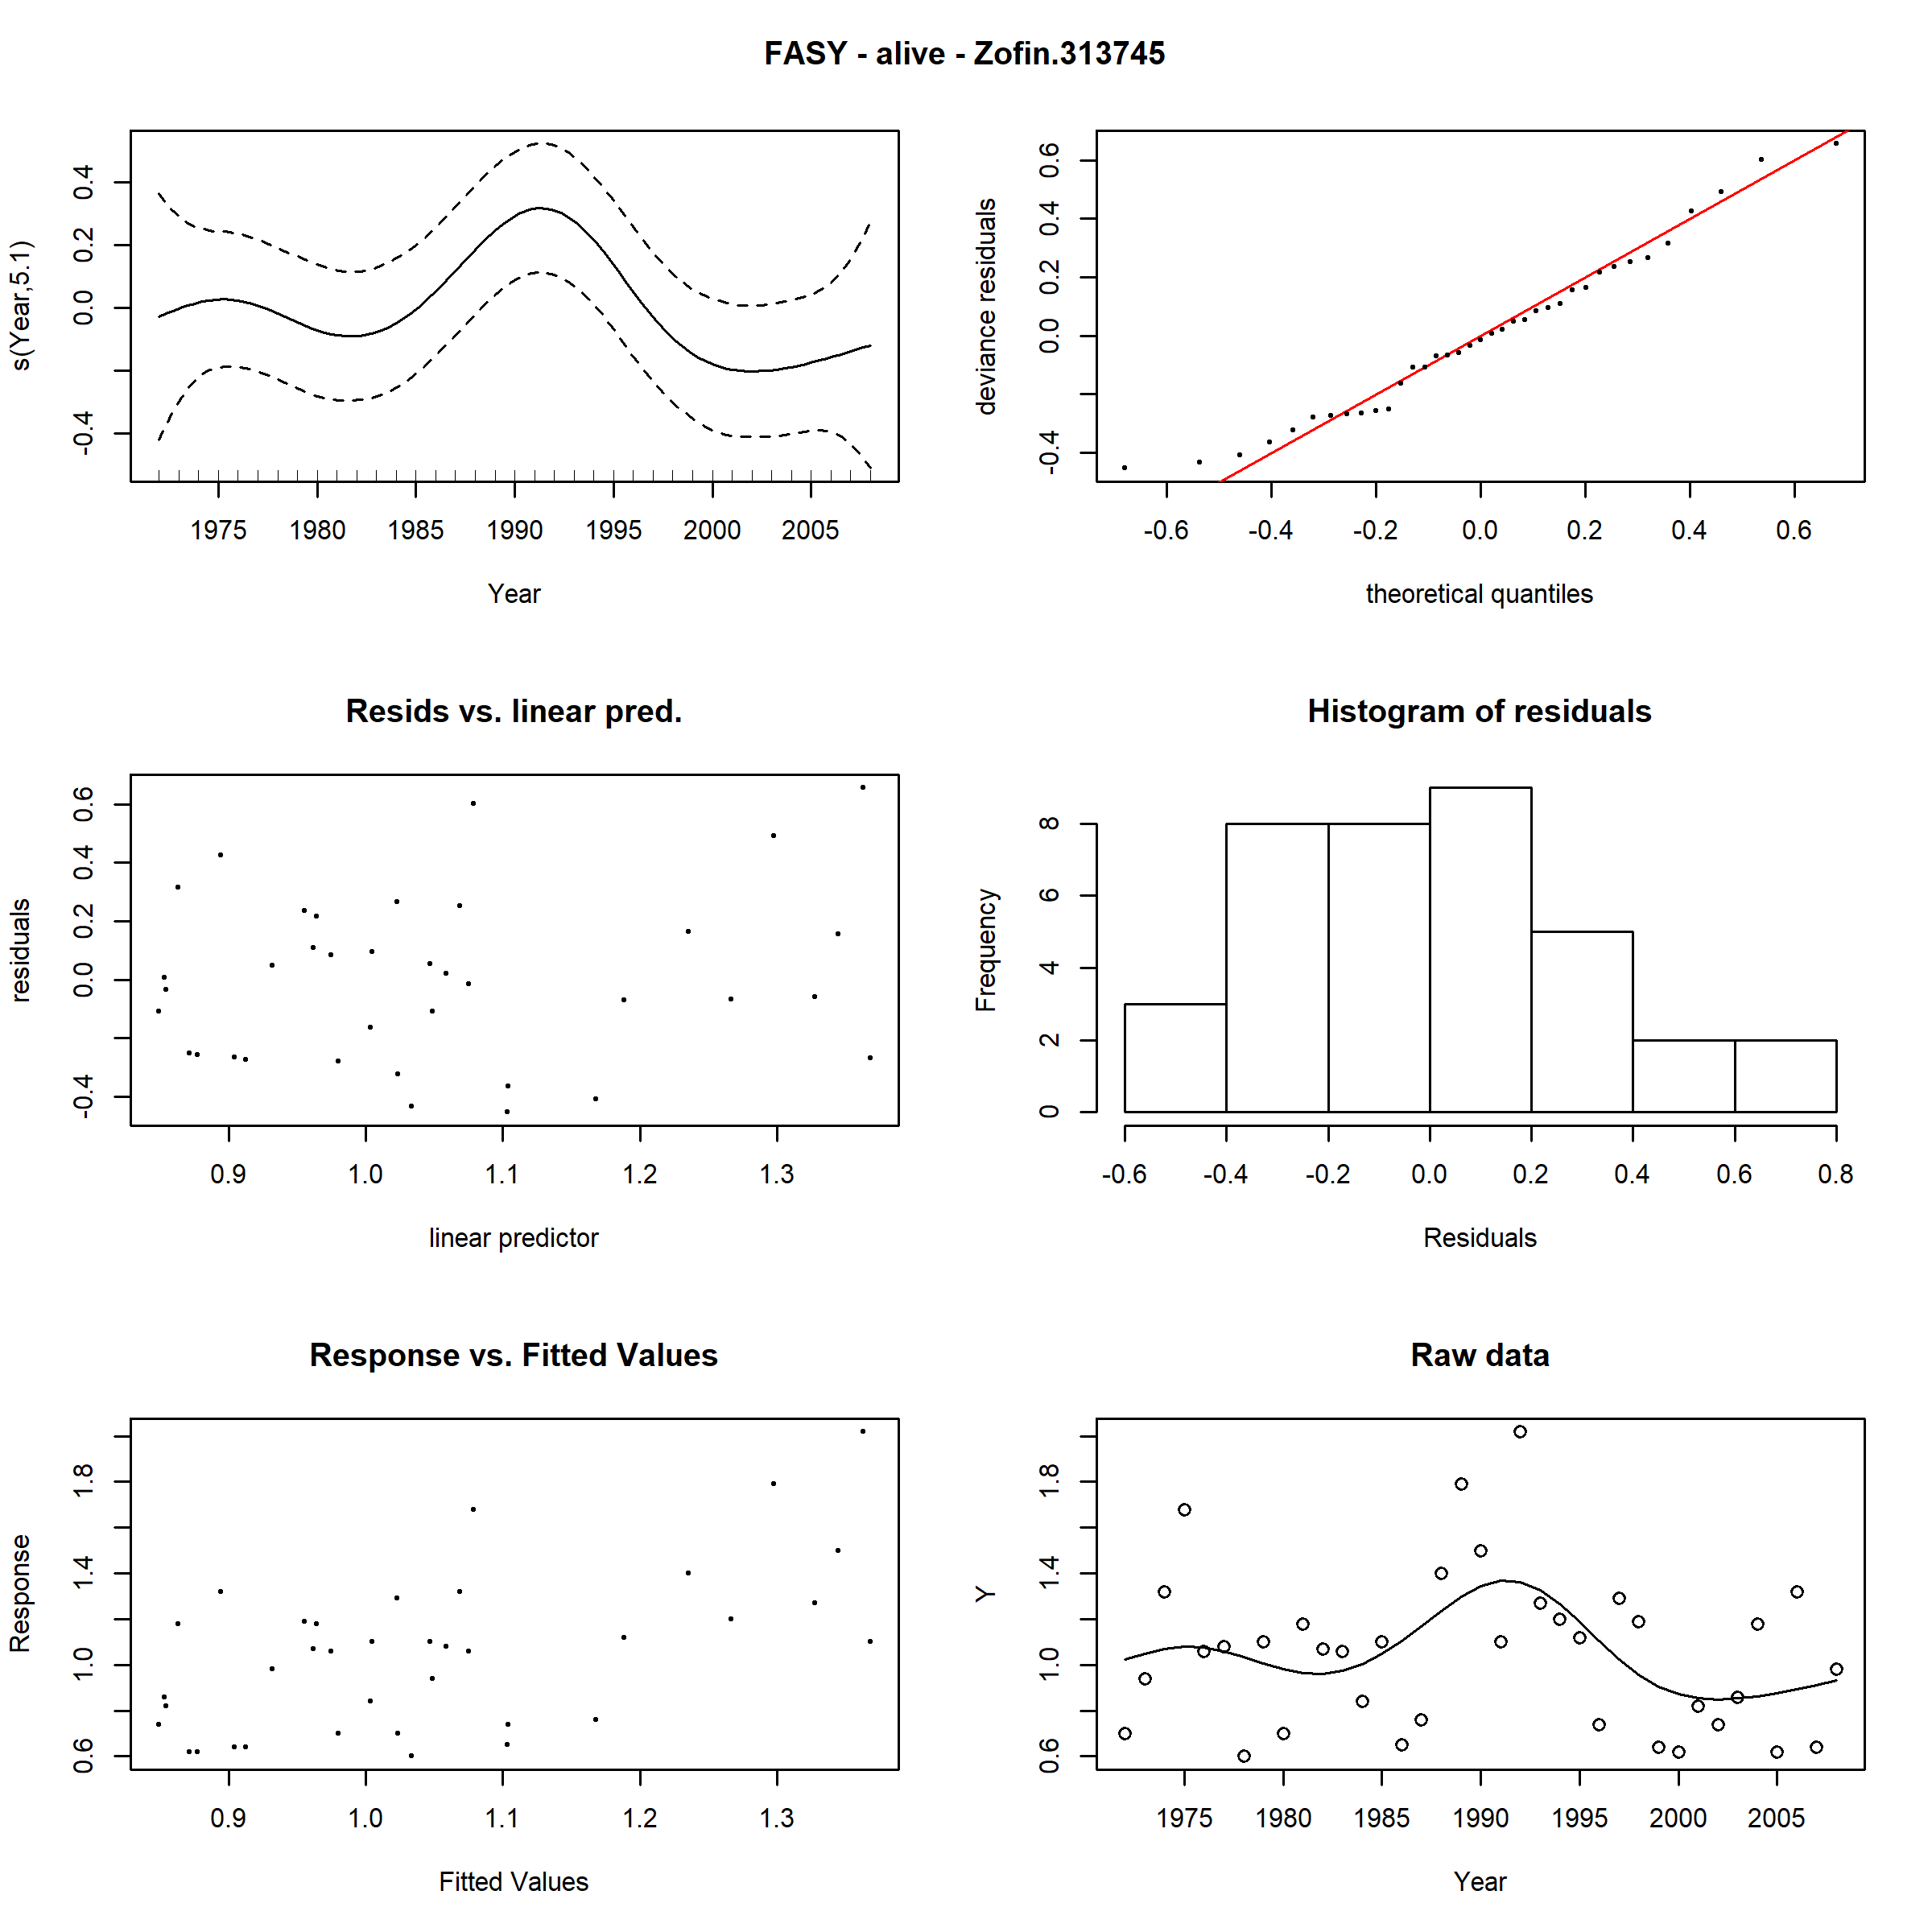 FASY - alive - Zofin.313745
s(Year,5.1)
-0.4 0.0 0.2 0.4
1975 1980 1985 1990 1995 2000 2005
Year
deviance residuals
-0.4 0.0 0.2 0.4 0.6
-0.6 -0.4 -0.2 0.0 0.2 0.4 0.6
theoretical quantiles
Resids vs. linear pred.
residuals
-0.4 0.0 0.2 0.4 0.6
0.9 1.0 1.1 1.2 1.3
linear predictor
Histogram of residuals
Frequency
0 2 4 6 8
-0.6 -0.4 -0.2 0.0 0.2 0.4 0.6 0.8
Residuals
Response vs. Fitted Values
Response
0.6 1.0 1.4 1.8
0.9 1.0 1.1 1.2 1.3
Fitted Values
Raw data
Y
0.6 1.0 1.4 1.8
1975 1980 1985 1990 1995 2000 2005
Year